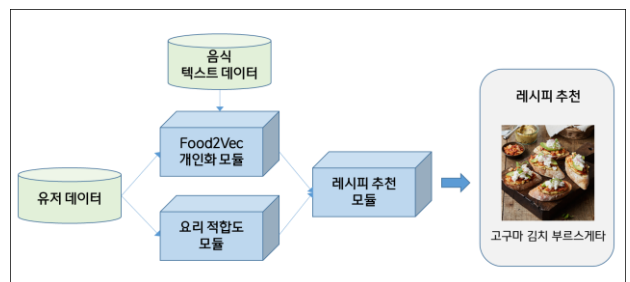 음식
텍스트 데이터
Food2Vec
개인화 모듈
유저 데이터
요리 적합도
모듈
레시피 추천
모듈
레시피 추천
고구마 김치 부르스게타